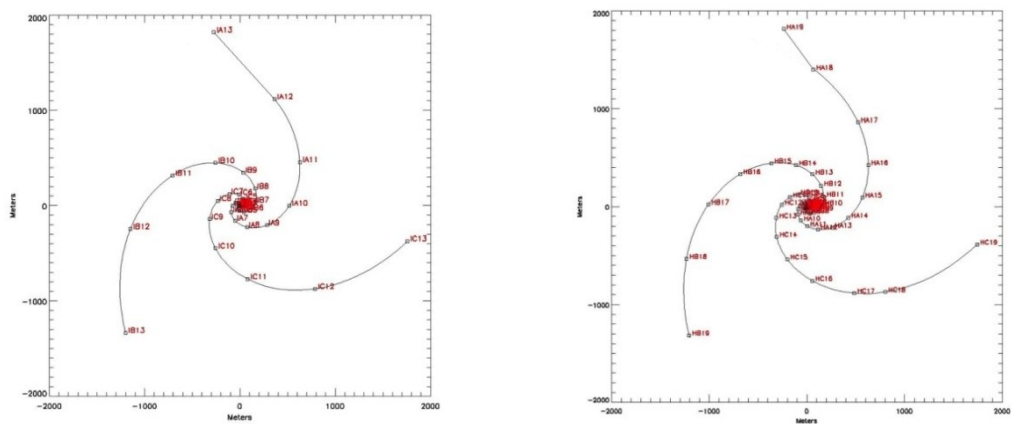 2000
1000
0
−1000
−2000
Meters
−2000 −1000 0 1000 2000
Meters
IA13
IA12
IA11
IA10
IA9
IA8
IA7
IB13
IB12
IB11
IB10
IB9
IB8
IB7
IC13
IC12
IC11
IC10
IC9
IC8
IC7
2000
1000
0
−1000
−2000
Meters
−2000 −1000 0 1000 2000
Meters
HA19
HA18
HA17
HA16
HA15
HA14
HA13
HA10
HB19
HB18
HB17
HB16
HB15
HB14
HB13
HB12
HB11
HB10
HC19
HC18
HC17
HC16
HC15
HC14
HC13